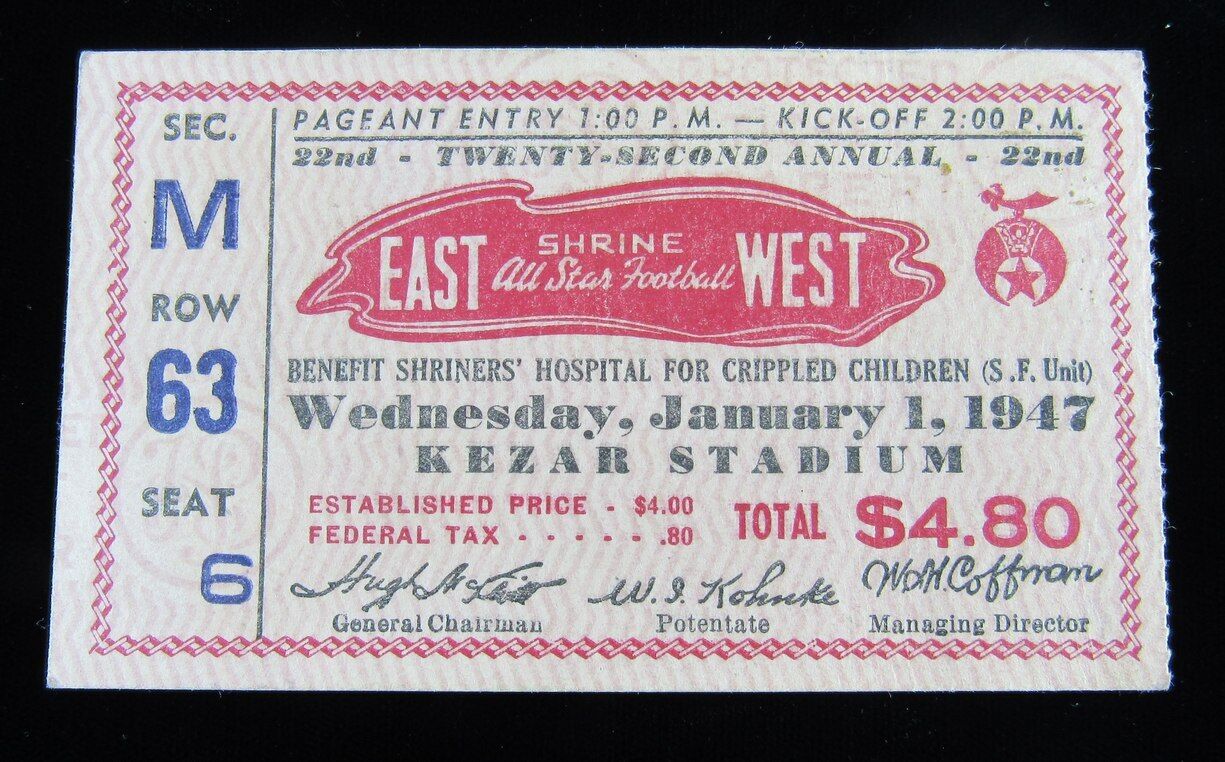 SEC.
M
ROW
63
SEAT
6
PAGEANT ENTRY 1:00 P.M. — KICK-OFF 2:00 P.M.
22nd - TWENTY-SECOND ANNUAL - 22nd
EAST SHRINE WEST
All Star Football
BENEFIT SHRINERS' HOSPITAL FOR CRIPPLED CHILDREN (S.F. Unit)
Wednesday, January 1, 1947
KEZAR STADIUM
ESTABLISHED PRICE - $4.00
FEDERAL TAX - - - - - .80
TOTAL $4.80
Hugh W. I. Kohnke Wm Coffman
General Chairman Potentate Managing Director